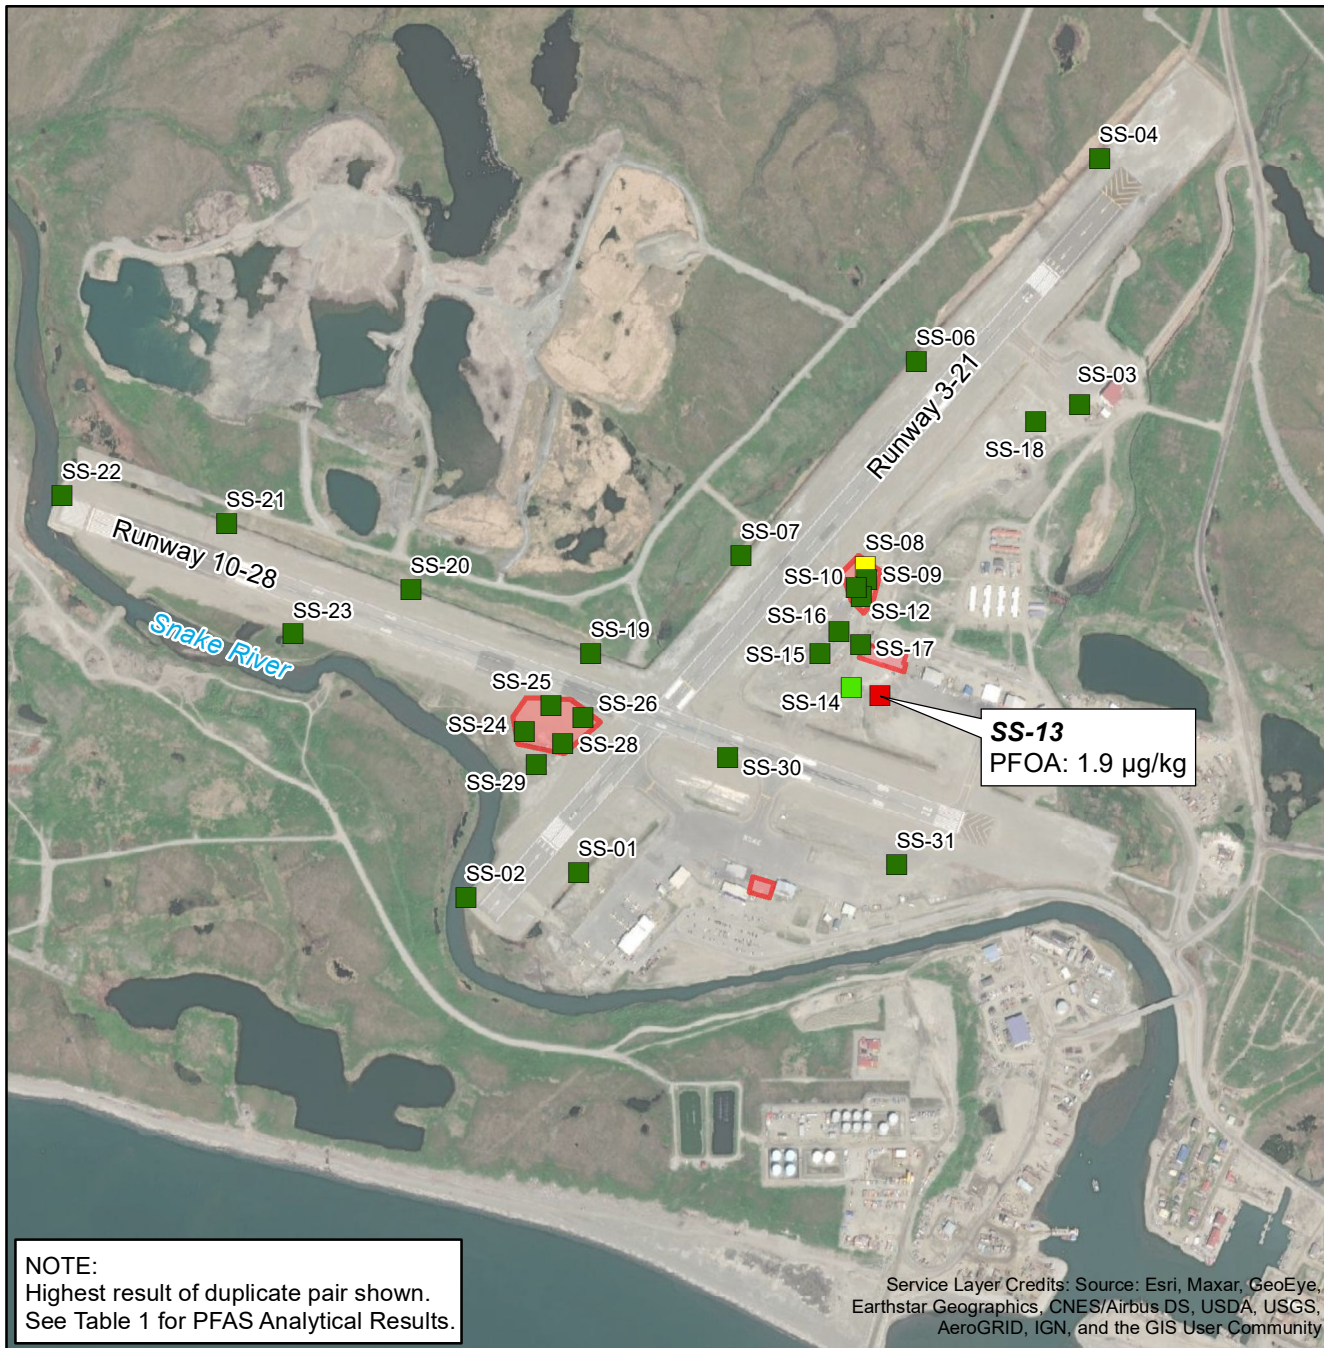 SS-04
SS-06
SS-03
SS-18
Runway 3-21
SS-22
SS-21
Runway 10-28
SS-20
SS-07
SS-08
SS-10
SS-09
SS-12
SS-16
SS-23
Snake River
SS-19
SS-15
SS-17
SS-14
SS-25
SS-26
SS-24
SS-28
SS-29
SS-30
SS-13
PFOA: 1.9 µg/kg
SS-01
SS-02
SS-31
NOTE:
Highest result of duplicate pair shown.
See Table 1 for PFAS Analytical Results.
Service Layer Credits: Source: Esri, Maxar, GeoEye,
Earthstar Geographics, CNES/Airbus DS, USDA, USGS,
AeroGRID, IGN, and the GIS User Community